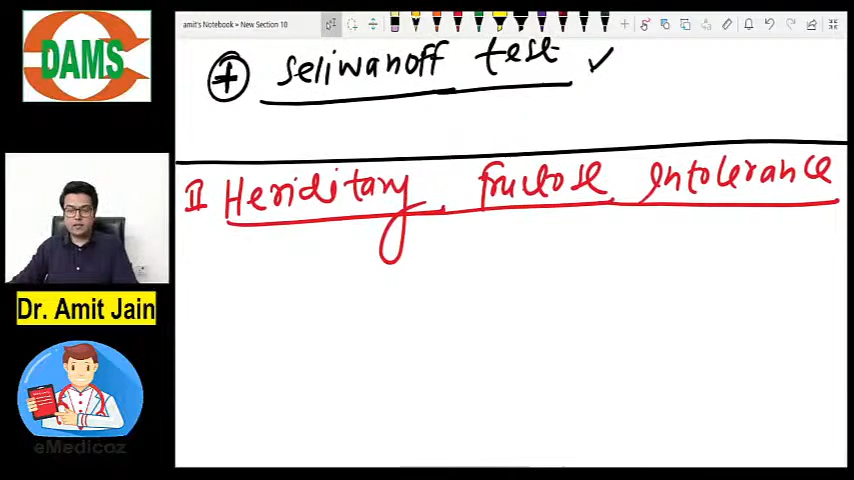 amit's Notebook > New Section 10
DAMS
+ Seliwanoff test ✓
II Heriditary fructose Intolerance
Dr. Amit Jain
eMedicoz